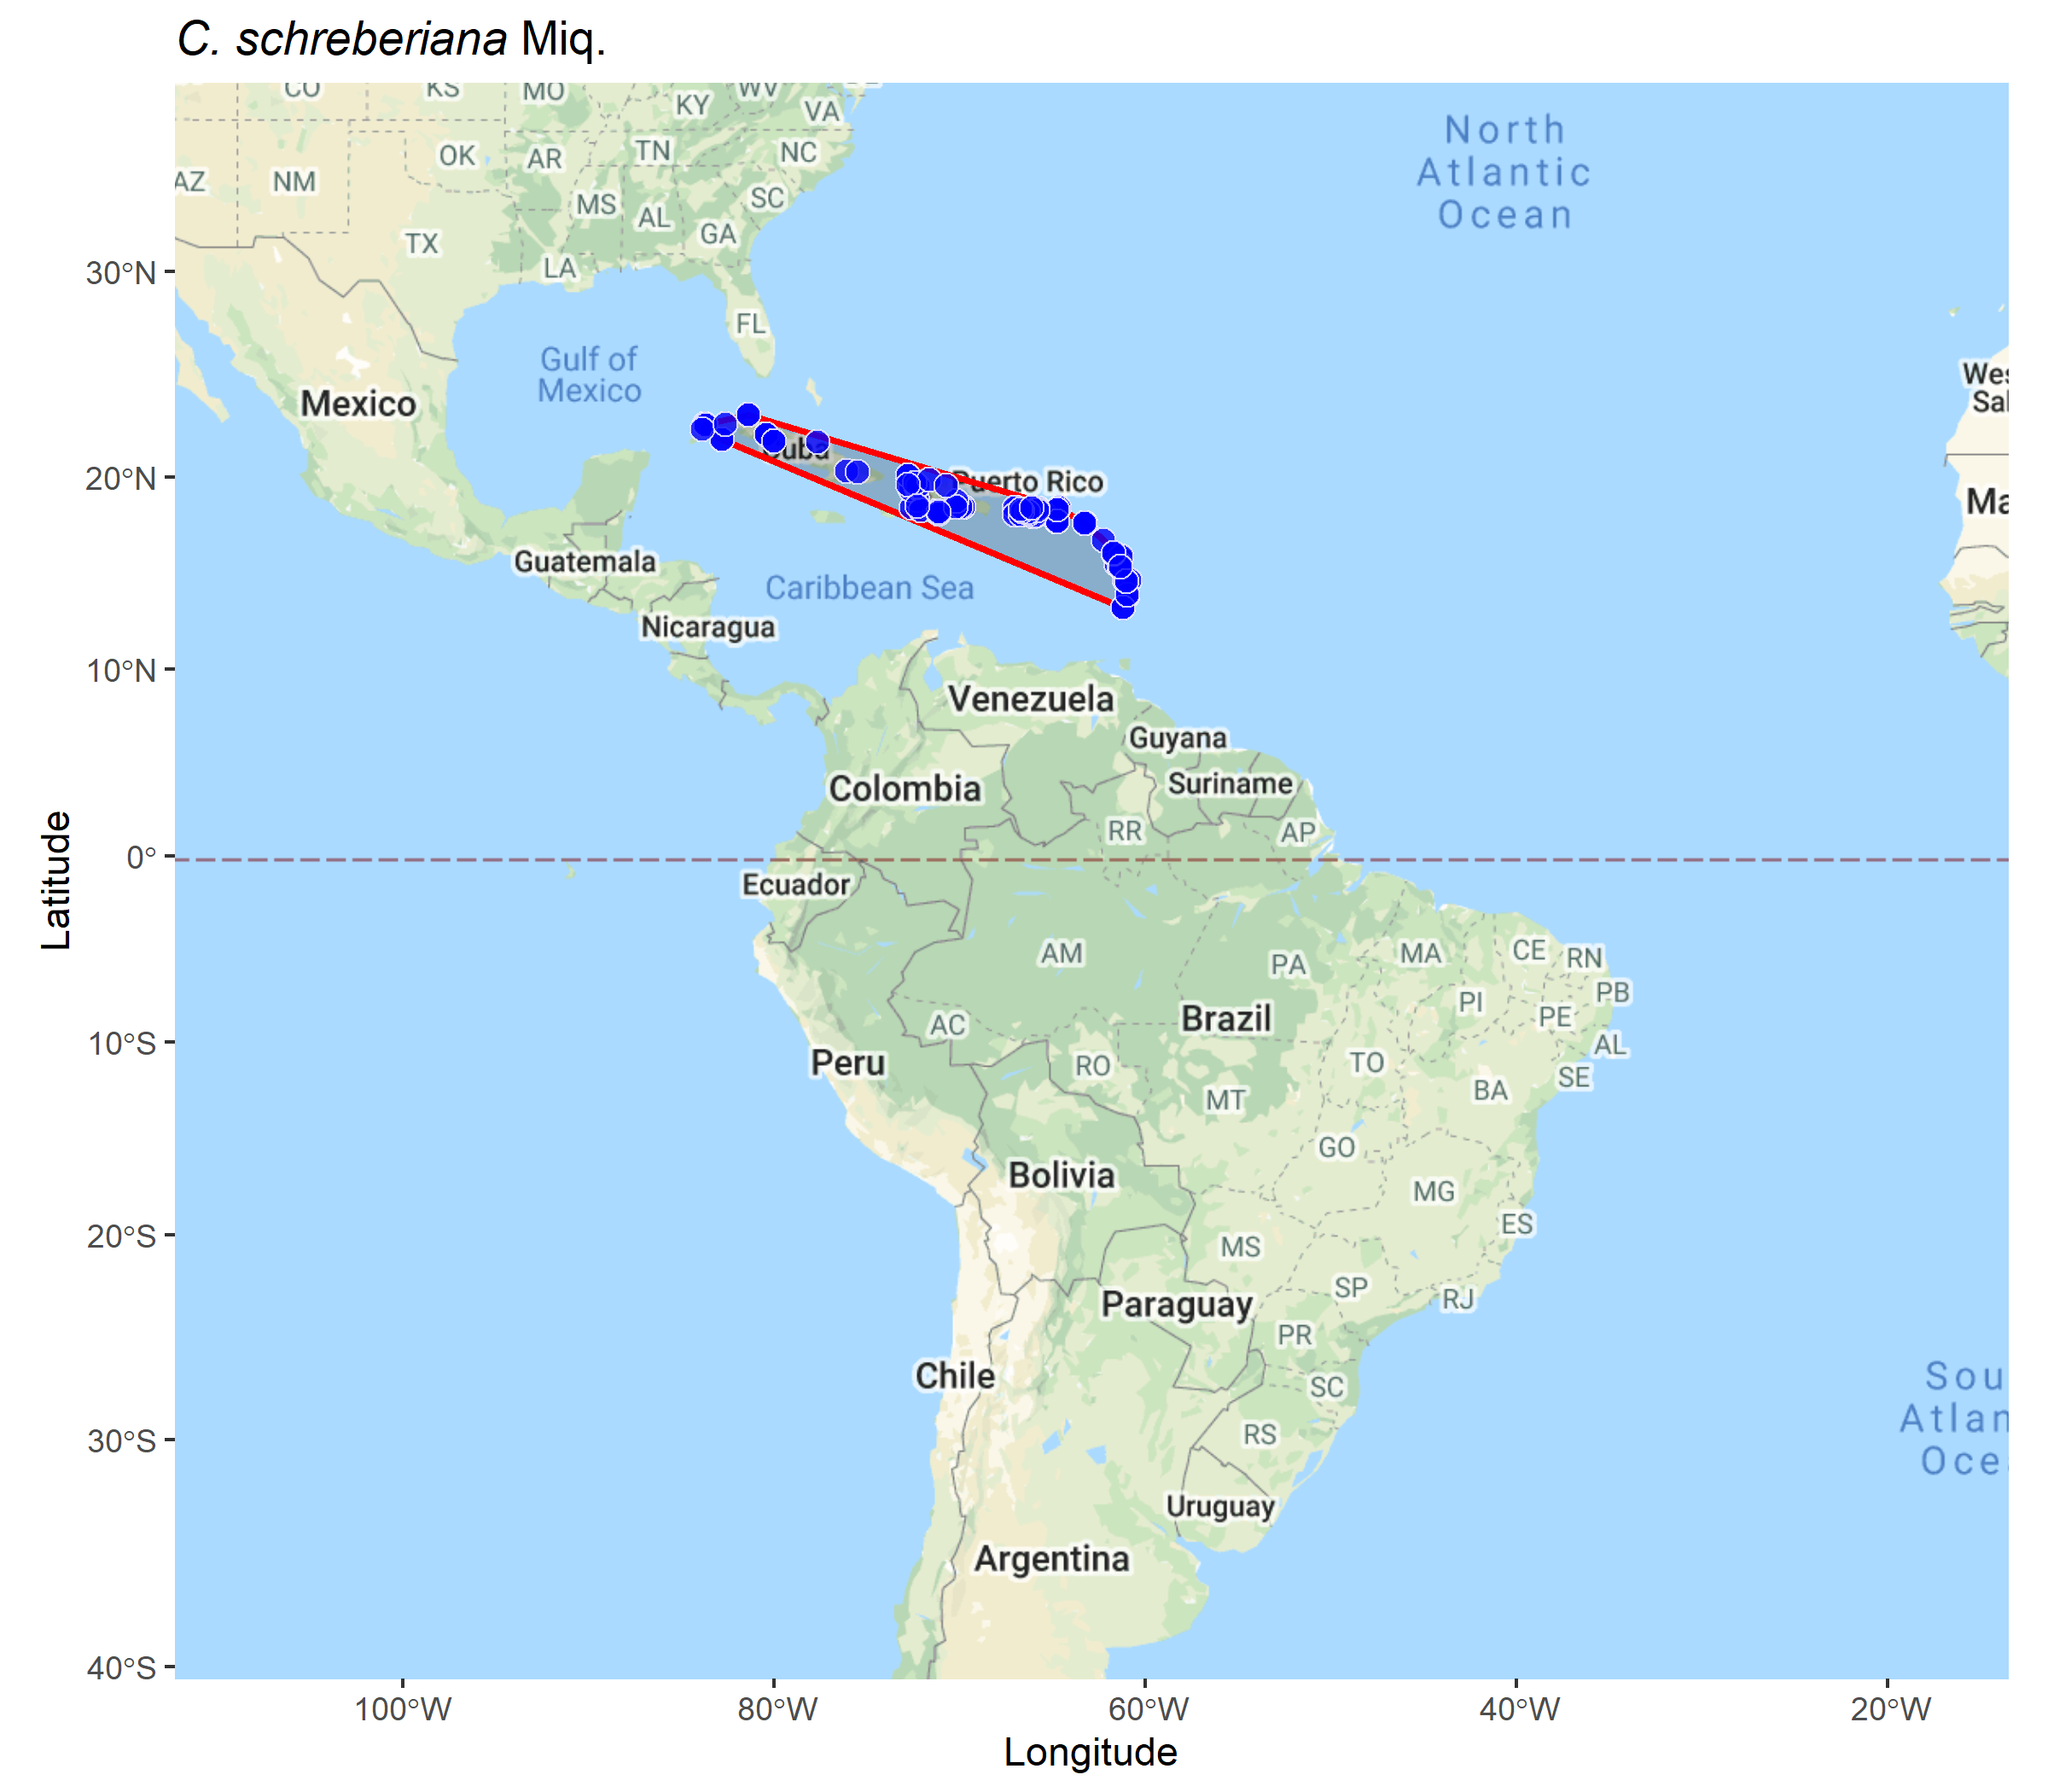 C. schreberiana Miq.
CO
KS
MO
KY
WV
VA
OK
AR
TN
NC
AZ
NM
MS
AL
SC
GA
TX
LA
FL
North
Atlantic
Ocean
30°N
Gulf of
Mexico
Mexico
Cuba
Puerto Rico
20°N
Guatemala
Caribbean Sea
Nicaragua
10°N
Venezuela
Guyana
Colombia
Suriname
RR
AP
0°
Ecuador
AM
PA
MA
CE
RN
PB
PI
PE
AL
AC
Brazil
10°S
Peru
RO
TO
SE
MT
BA
GO
Bolivia
MG
ES
20°S
MS
SP
RJ
Paraguay
PR
Chile
SC
Sou
Atlan
Oce
30°S
RS
Uruguay
Argentina
40°S
Wes
Sal
Ma
100°W
80°W
60°W
40°W
20°W
Longitude
Latitude